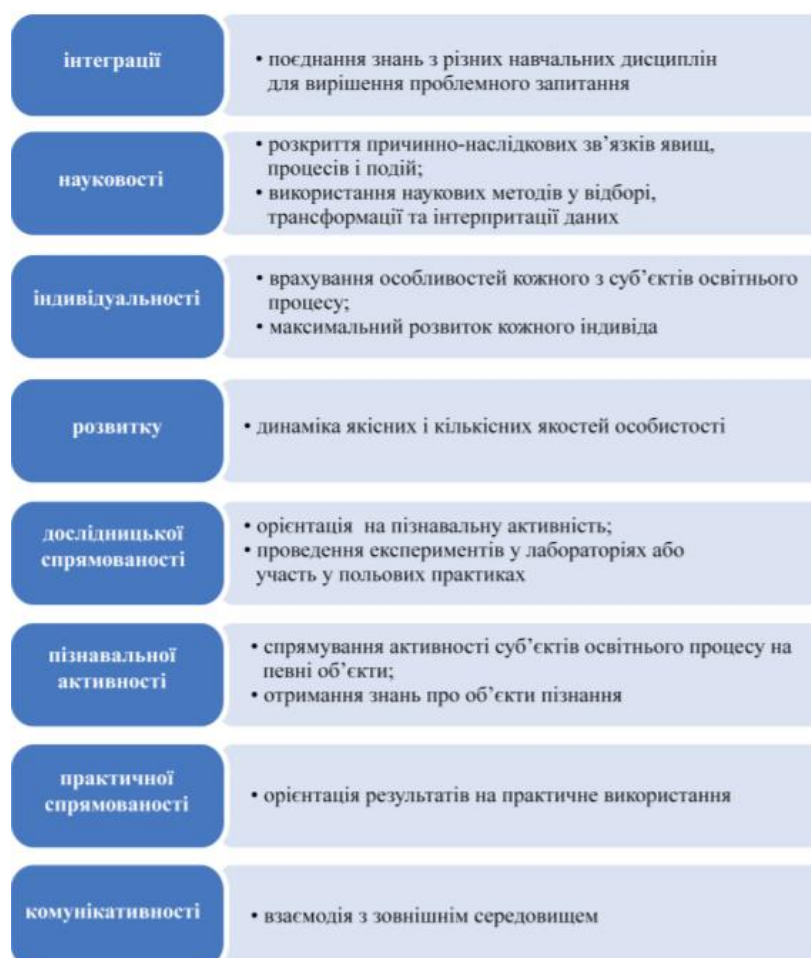 інтеграції
• поєднання знань з різних навчальних дисциплін
для вирішення проблемного запитання
науковості
• розкриття причинно-наслідкових зв’язків явищ,
процесів і подій;
• використання наукових методів у відборі,
трансформації та інтерпритації даних
індивідуальності
• врахування особливостей кожного з суб’єктів освітнього
процесу;
• максимальний розвиток кожного індивіда
розвитку
• динаміка якісних і кількісних якостей особистості
дослідницької
спрямованості
• орієнтація на пізнавальну активність;
• проведення експериментів у лабораторіях або
участь у польових практиках
пізнавальної
активності
• спрямування активності суб’єктів освітнього процесу на
певні об’єкти;
• отримання знань про об’єкти пізнання
практичної
спрямованості
• орієнтація результатів на практичне використання
комунікативності
• взаємодія з зовнішнім середовищем